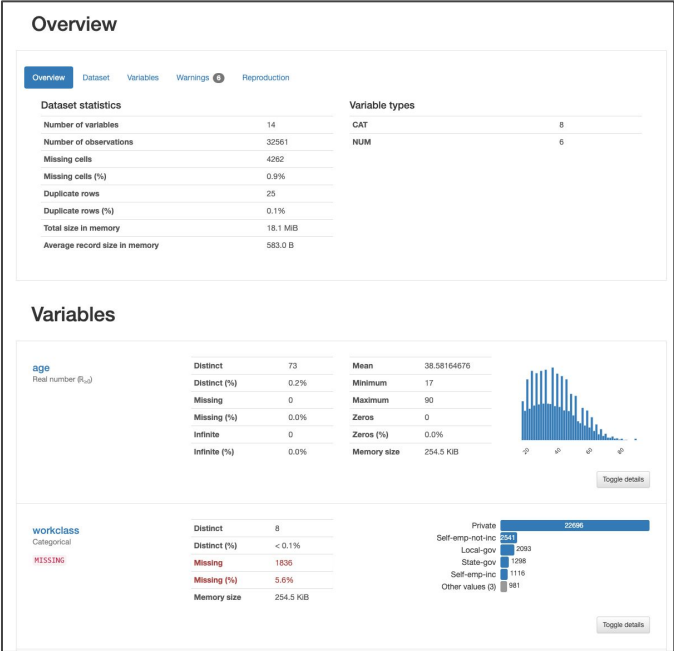 Overview
Overview Dataset Variables Warnings 6 Reproduction
Dataset statistics
Number of variables 14
Number of observations 32561
Missing cells 4262
Missing cells (%) 0.9%
Duplicate rows 25
Duplicate rows (%) 0.1%
Total size in memory 18.1 MiB
Average record size in memory 583.0 B
Variable types
CAT 8
NUM 6
Variables
age
Real number (R≥0)
Distinct 73
Distinct (%) 0.2%
Missing 0
Missing (%) 0.0%
Infinite 0
Infinite (%) 0.0%
Mean 38.58164676
Minimum 17
Maximum 90
Zeros 0
Zeros (%) 0.0%
Memory size 254.5 KiB
20 40 60 80
Toggle details
workclass
Categorical
MISSING
Distinct 8
Distinct (%) < 0.1%
Missing 1836
Missing (%) 5.6%
Memory size 254.5 KiB
Private 22696
Self-emp-not-inc 2541
Local-gov 2093
State-gov 1298
Self-emp-inc 1116
Other values (3) 981
Toggle details